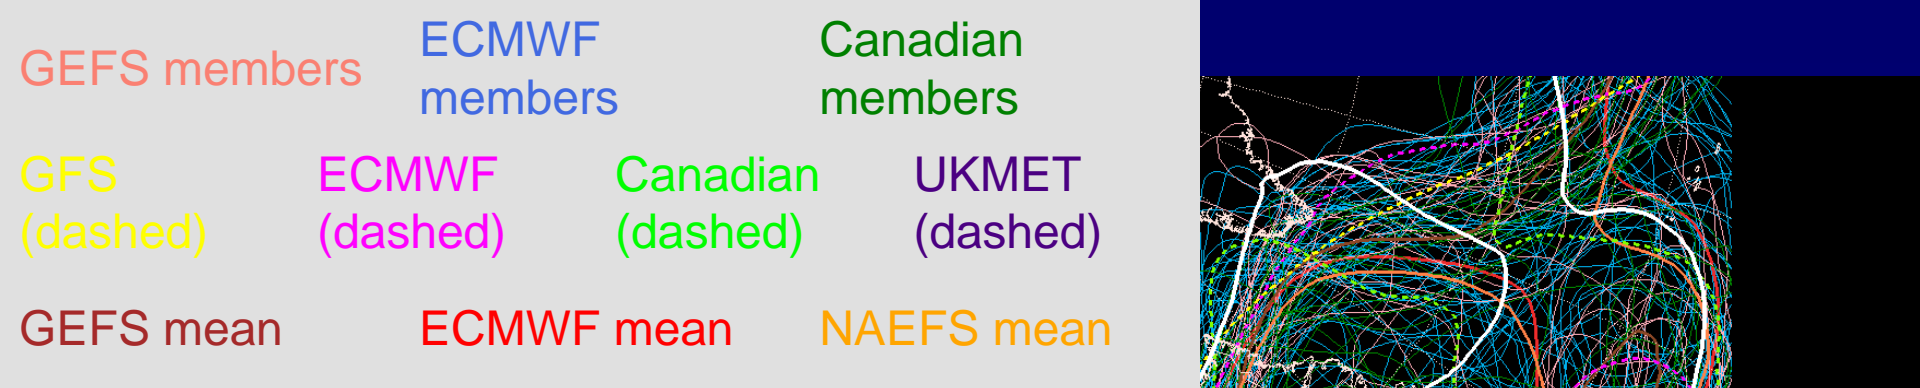 GEFS members
ECMWF
members
Canadian
members
GFS
(dashed)
ECMWF
(dashed)
Canadian
(dashed)
UKMET
(dashed)
GEFS mean
ECMWF mean
NAEFS mean